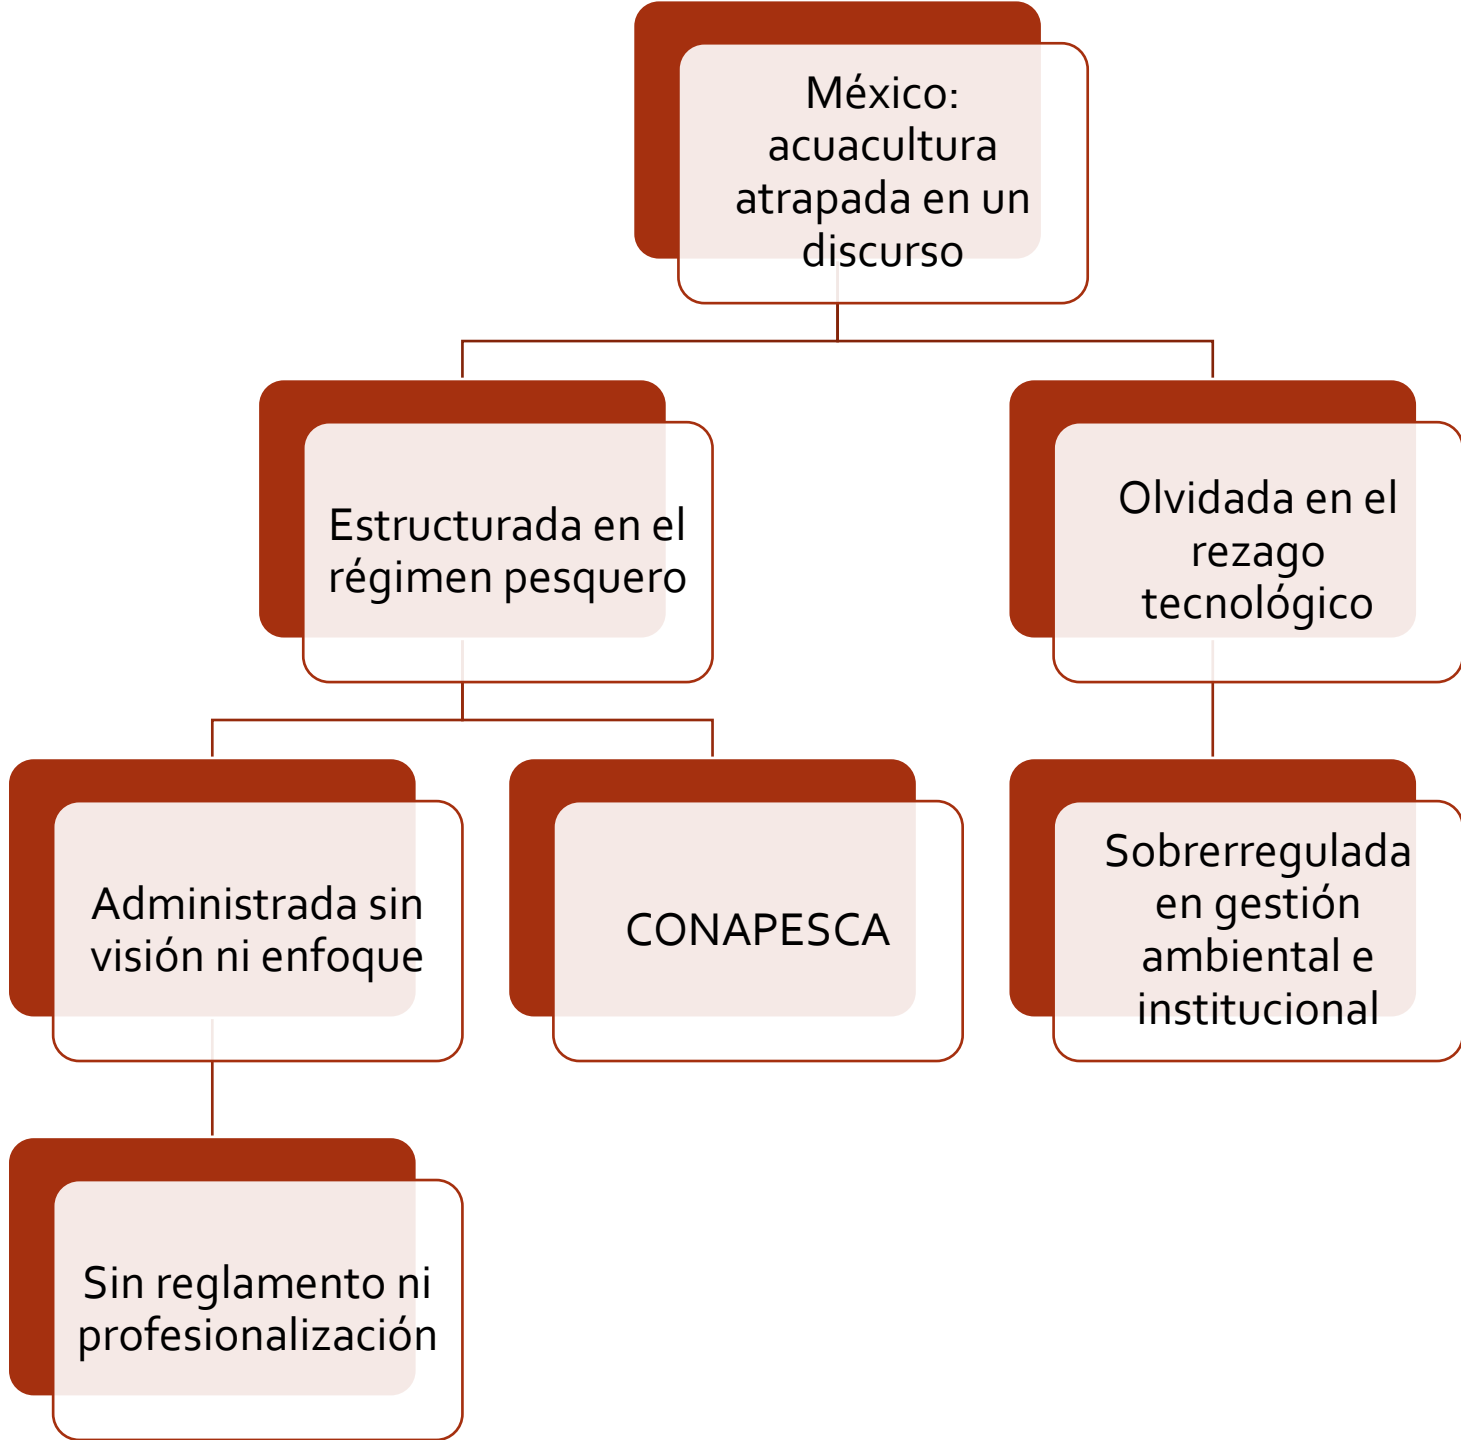 México:
acuacultura
atrapada en un
discurso
Estructurada en el
régimen pesquero
Olvidada en el
rezago
tecnológico
Administrada sin
visión ni enfoque
CONAPESCA
Sobrerregulada
en gestión
ambiental e
institucional
Sin reglamento ni
profesionalización